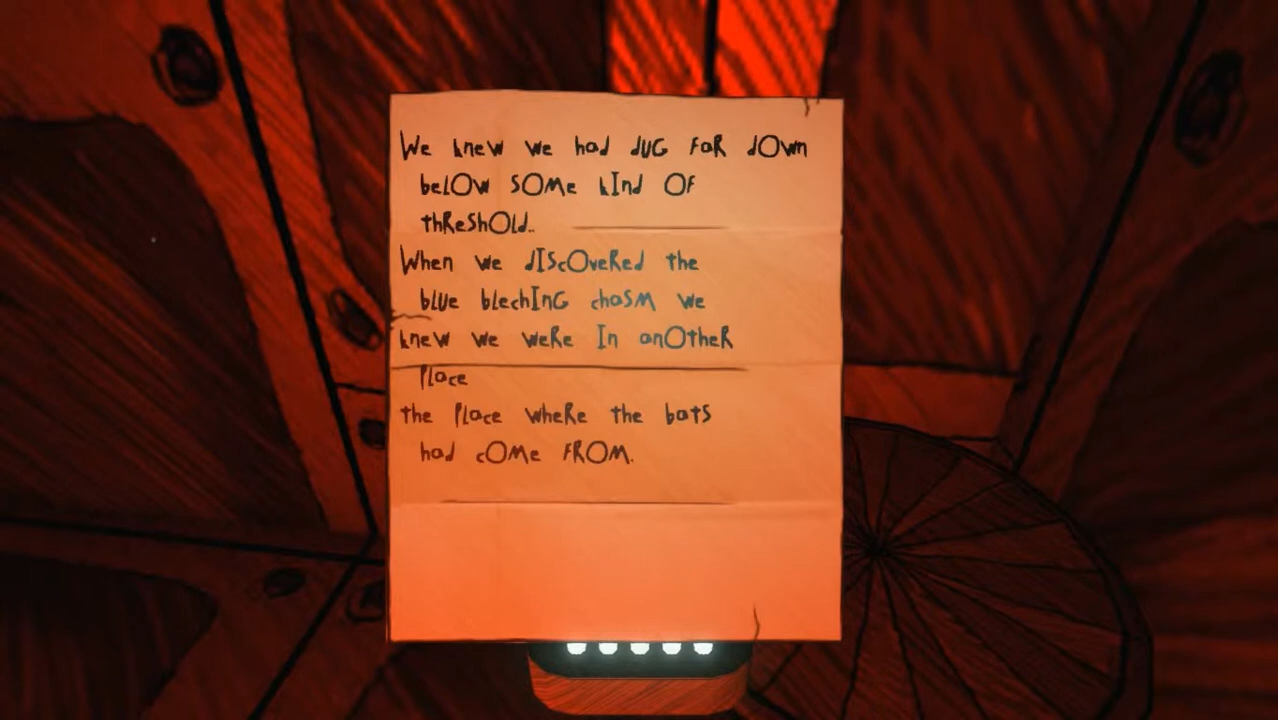 We knew we had dUG FaR dOwn
belOw SOMe kInd OF
thReShOld..
When we dIScOveRed the
blue blechInG chaSM we
knew we weRe In anOtheR
Place
the Place wheRe the batS
had cOMe FROM.